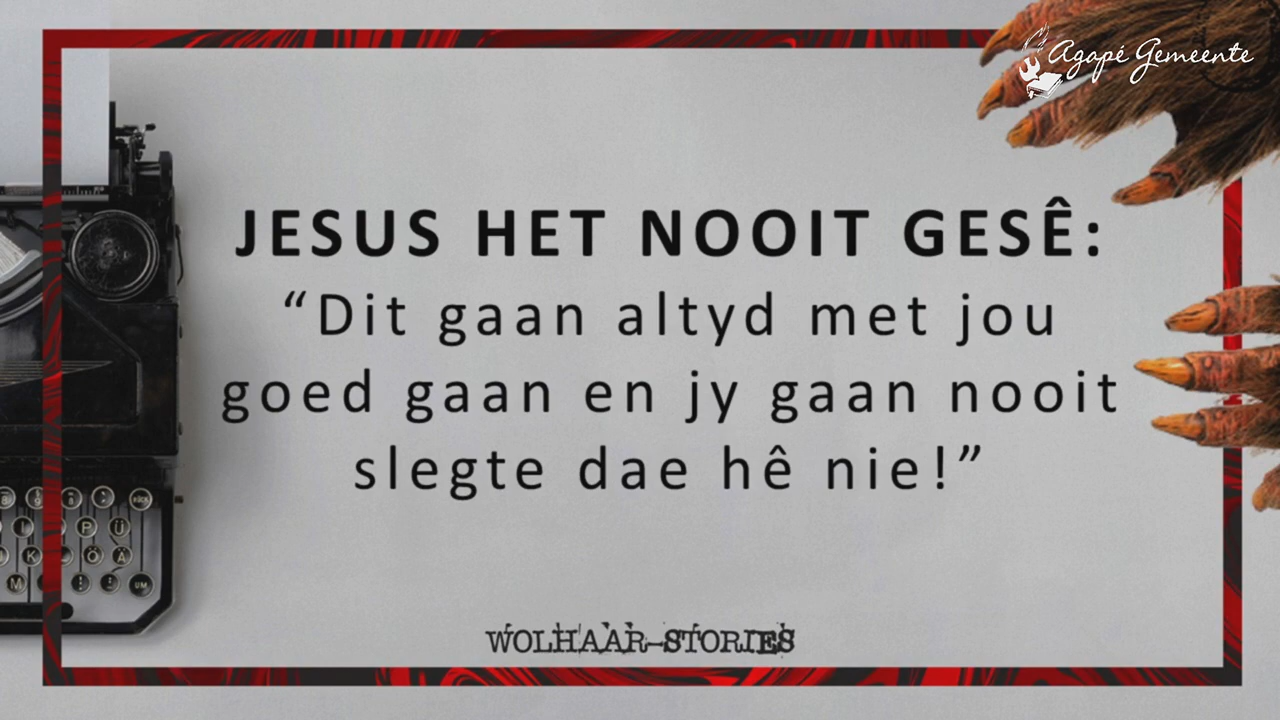 Agapé Gemeente
JESUS HET NOOIT GESÊ:
“Dit gaan altyd met jou
goed gaan en jy gaan nooit
slegte dae hê nie!”
WOLHAAR-STORIES
P Ü
K Ö Ä
M